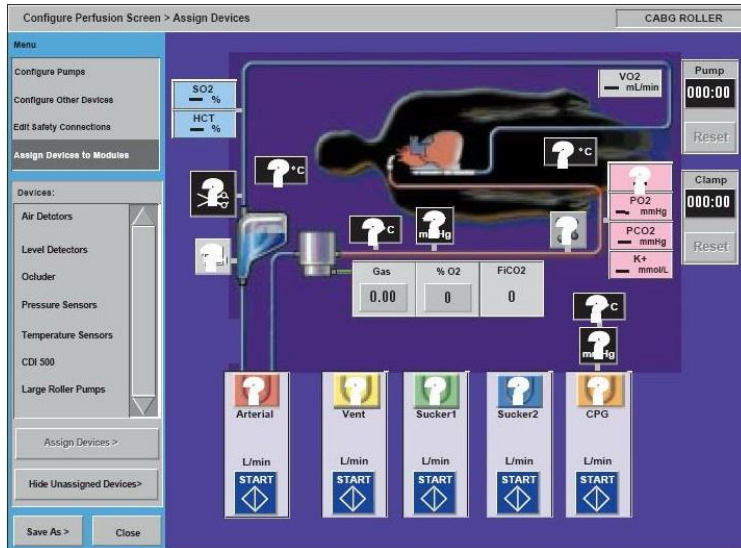 Configure Perfusion Screen > Assign Devices
CABG ROLLER
Menu
Configure Pumps
Configure Other Devices
Edit Safety Connections
Assign Devices to Modules
Devices:
Air Detctors
Level Detectors
Ocluder
Pressure Sensors
Temperature Sensors
CDI 500
Large Roller Pumps
Assign Devices >
Hide Unassigned Devices>
Save As >
Close
SO2
%
HCT
%
°C
°C
VO2
mL/min
Pump
000:00
Reset
Clamp
000:00
Reset
PO2
mmHg
PCO2
mmHg
K+
mmol/L
C
Gas
% O2
FiCO2
0.00
0
0
C
Arterial
Vent
Sucker1
Sucker2
CPG
L/min
L/min
L/min
L/min
L/min
START
START
START
START
START